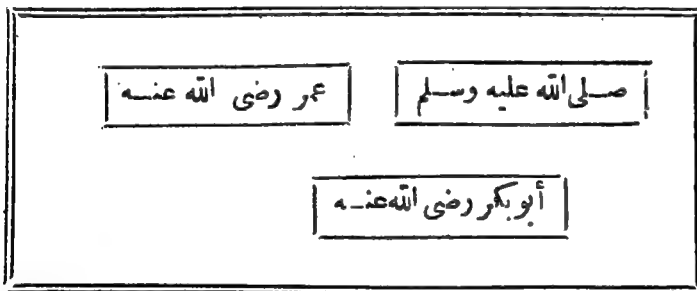 صلى الله عليه وسلم
عمر رضى الله عنه
أبو بكر رضى الله عنه